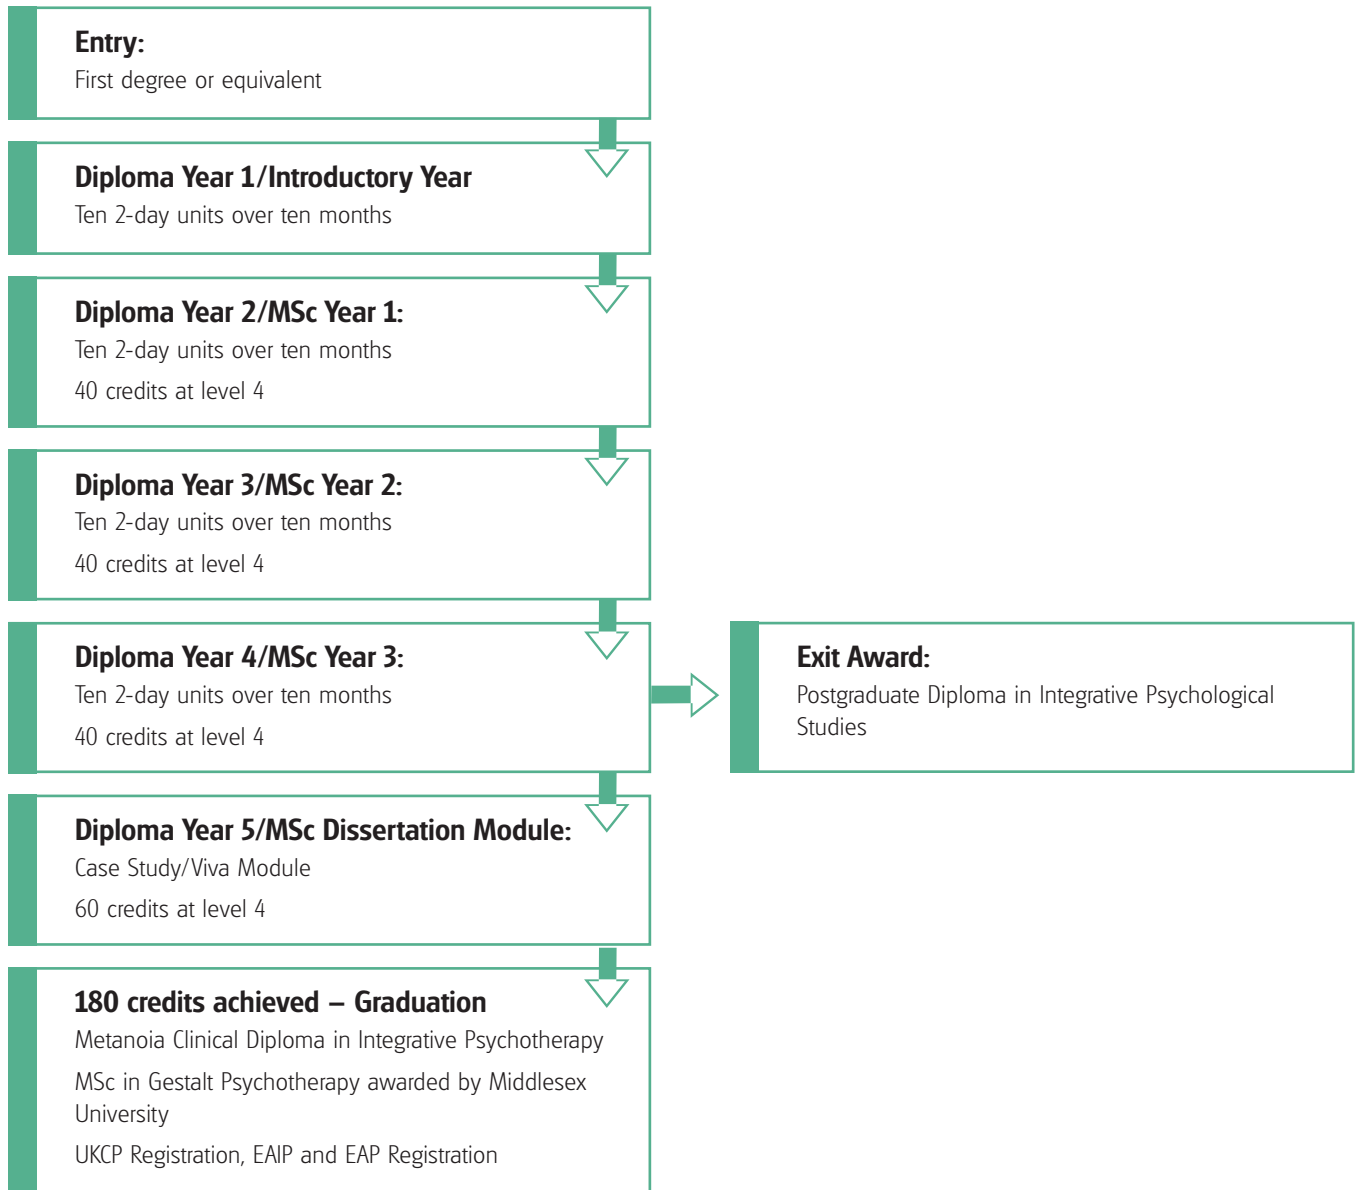 Entry:
First degree or equivalent
Diploma Year 1/Introductory Year
Ten 2-day units over ten months
Diploma Year 2/MSc Year 1:
Ten 2-day units over ten months
40 credits at level 4
Diploma Year 3/MSc Year 2:
Ten 2-day units over ten months
40 credits at level 4
Diploma Year 4/MSc Year 3:
Ten 2-day units over ten months
40 credits at level 4
Exit Award:
Postgraduate Diploma in Integrative Psychological
Studies
Diploma Year 5/MSc Dissertation Module:
Case Study/Viva Module
60 credits at level 4
180 credits achieved – Graduation
Metanoia Clinical Diploma in Integrative Psychotherapy
MSc in Gestalt Psychotherapy awarded by Middlesex
University
UKCP Registration, EAIP and EAP Registration